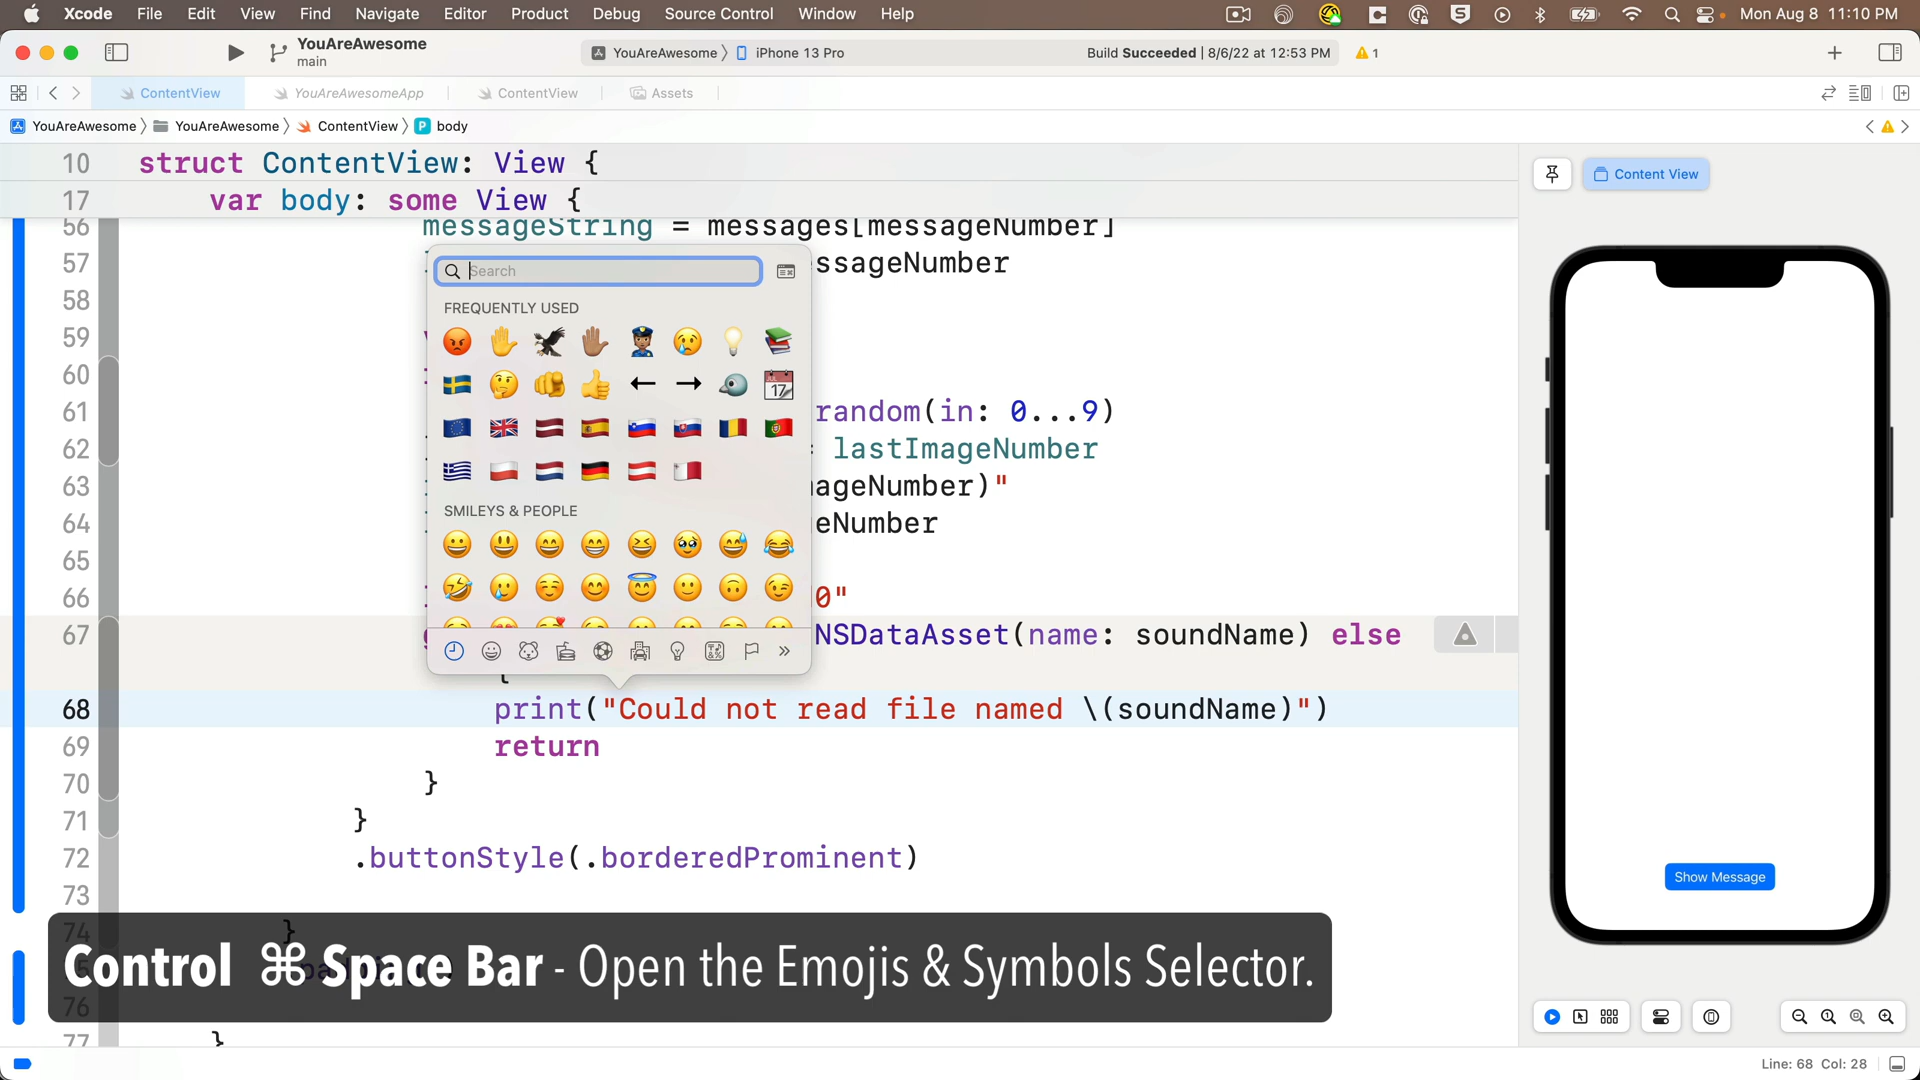 Xcode File Edit View Find Navigate Editor Product Debug Source Control Window Help Mon Aug 8 11:10 PM
YouAreAwesome
main
YouAreAwesome 〉 iPhone 13 Pro
Build Succeeded | 8/6/22 at 12:53 PM 1
ContentView YouAreAwesomeApp ContentView Assets
YouAreAwesome 〉 YouAreAwesome 〉 ContentView 〉 P body
10 struct ContentView: View {
17 var body: some View {
56 messageString = messages[messageNumber]
57 ssageNumber
58
59
60
61 random(in: 0...9)
62 lastImageNumber
63 ageNumber)"
64 eNumber
65
66 0"
67 NSDataAsset(name: soundName) else
{
68 print("Could not read file named \(soundName)")
69 return
70 }
71 }
72 .buttonStyle(.borderedProminent)
73
74 }
76
77 }
Search
FREQUENTLY USED
JUL
17
SMILEYS & PEOPLE
Control ⌘ Space Bar - Open the Emojis & Symbols Selector.
Content View
Show Message
Line: 68 Col: 28